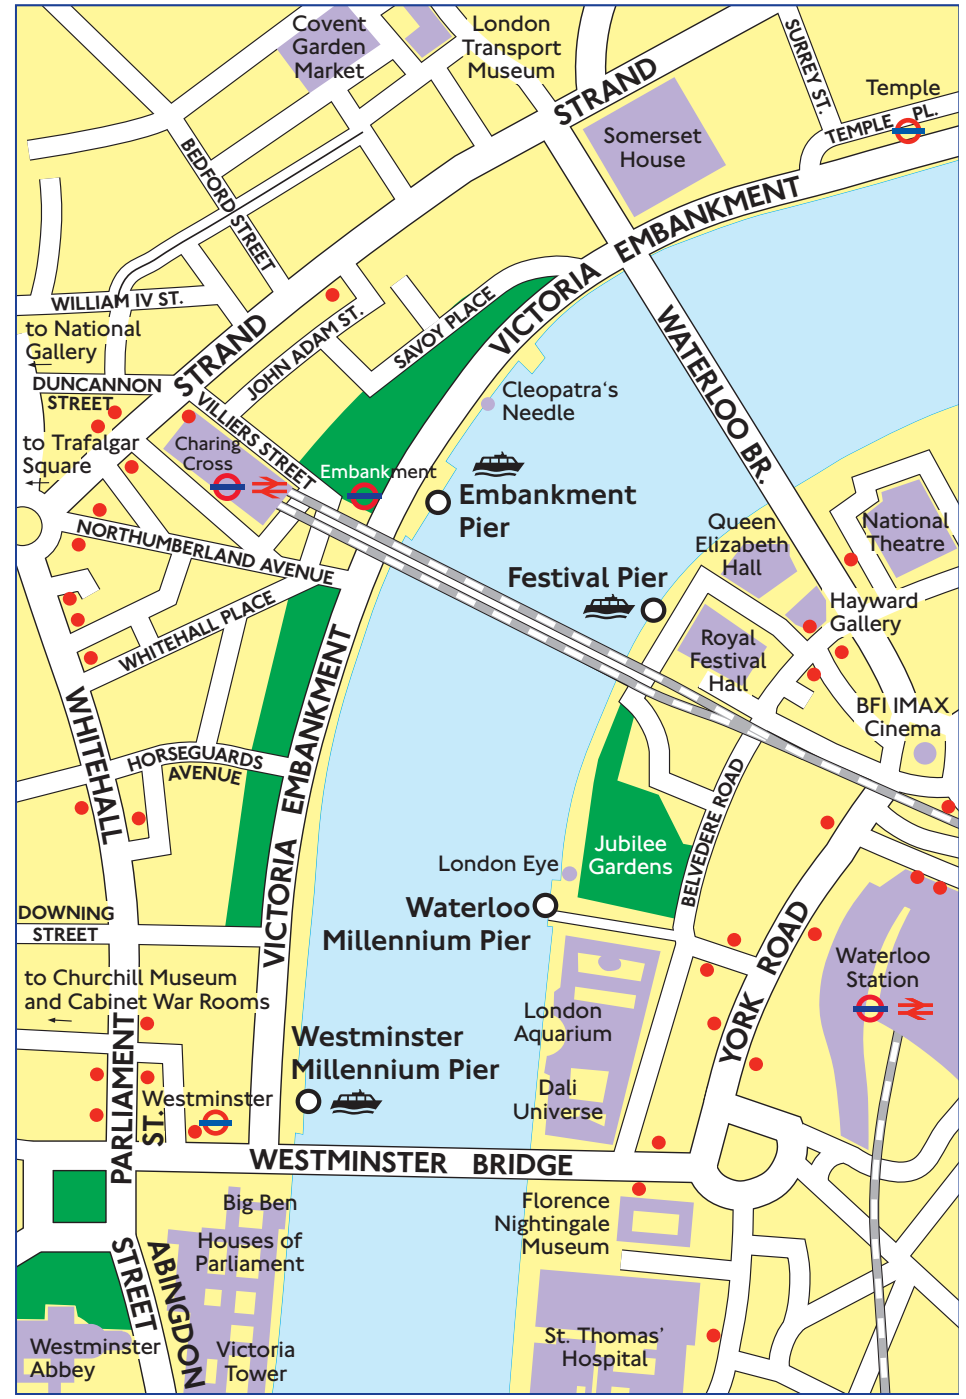 Covent
Garden
Market
London
Transport
Museum
STRAND
SURREY ST.
Temple
TEMPLE PL.
Somerset
House
BEDFORD STREET
VICTORIA EMBANKMENT
WILLIAM IV ST.
to National
Gallery
STRAND
JOHN ADAM ST.
SAVOY PLACE
WATERLOO BR.
DUNCANNON
STREET
VILLIERS STREET
Cleopatra's
Needle
to Trafalgar
Square
Charing
Cross
Embankment
Embankment
Pier
NORTHUMBERLAND AVENUE
Queen
Elizabeth
Hall
National
Theatre
Festival Pier
WHITEHALL PLACE
Hayward
Gallery
Royal
Festival
Hall
WHITEHALL
VICTORIA EMBANKMENT
BFI IMAX
Cinema
HORSEGUARDS
AVENUE
BELVEDERE ROAD
Jubilee
Gardens
London Eye
Waterloo
Millennium Pier
DOWNING
STREET
YORK ROAD
Waterloo
Station
to Churchill Museum
and Cabinet War Rooms
London
Aquarium
Westminster
Millennium Pier
PARLIAMENT
ST.
Westminster
Dali
Universe
WESTMINSTER BRIDGE
Big Ben
Houses of
Parliament
Florence
Nightingale
Museum
STREET
ABINGDON
Westminster
Abbey
Victoria
Tower
St. Thomas'
Hospital